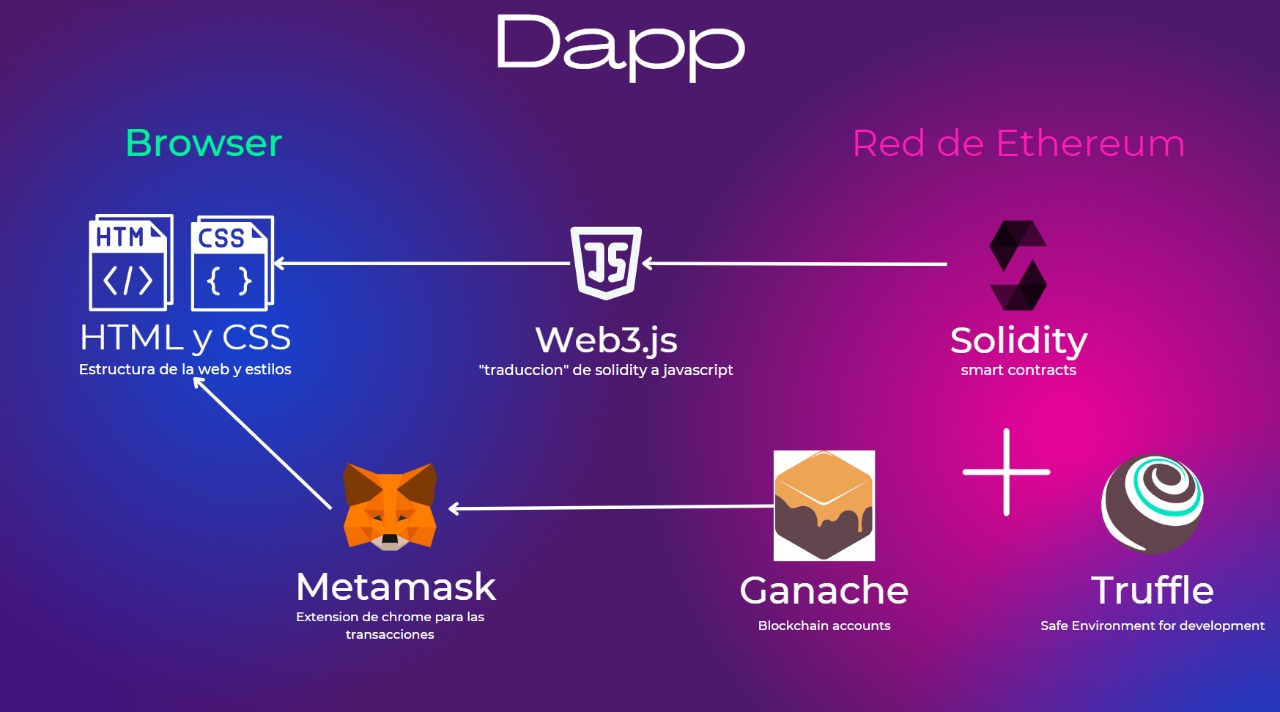 Dapp
Browser
Red de Ethereum
HTM
CSS
JS
HTML y CSS
Estructura de la web y estilos
Web3.js
"traduccion" de solidity a javascript
Solidity
smart contracts
Metamask
Extension de chrome para las
transacciones
Ganache
Blockchain accounts
Truffle
Safe Environment for development